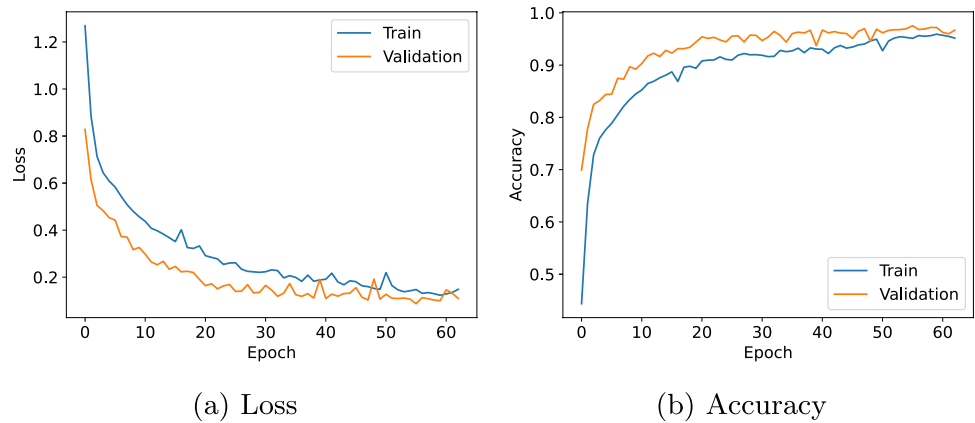 1.2
1.0
0.8
0.6
0.4
0.2
Loss
0 10 20 30 40 50 60
Epoch
Train
Validation
(a) Loss
1.0
0.9
0.8
0.7
0.6
0.5
Accuracy
0 10 20 30 40 50 60
Epoch
Train
Validation
(b) Accuracy